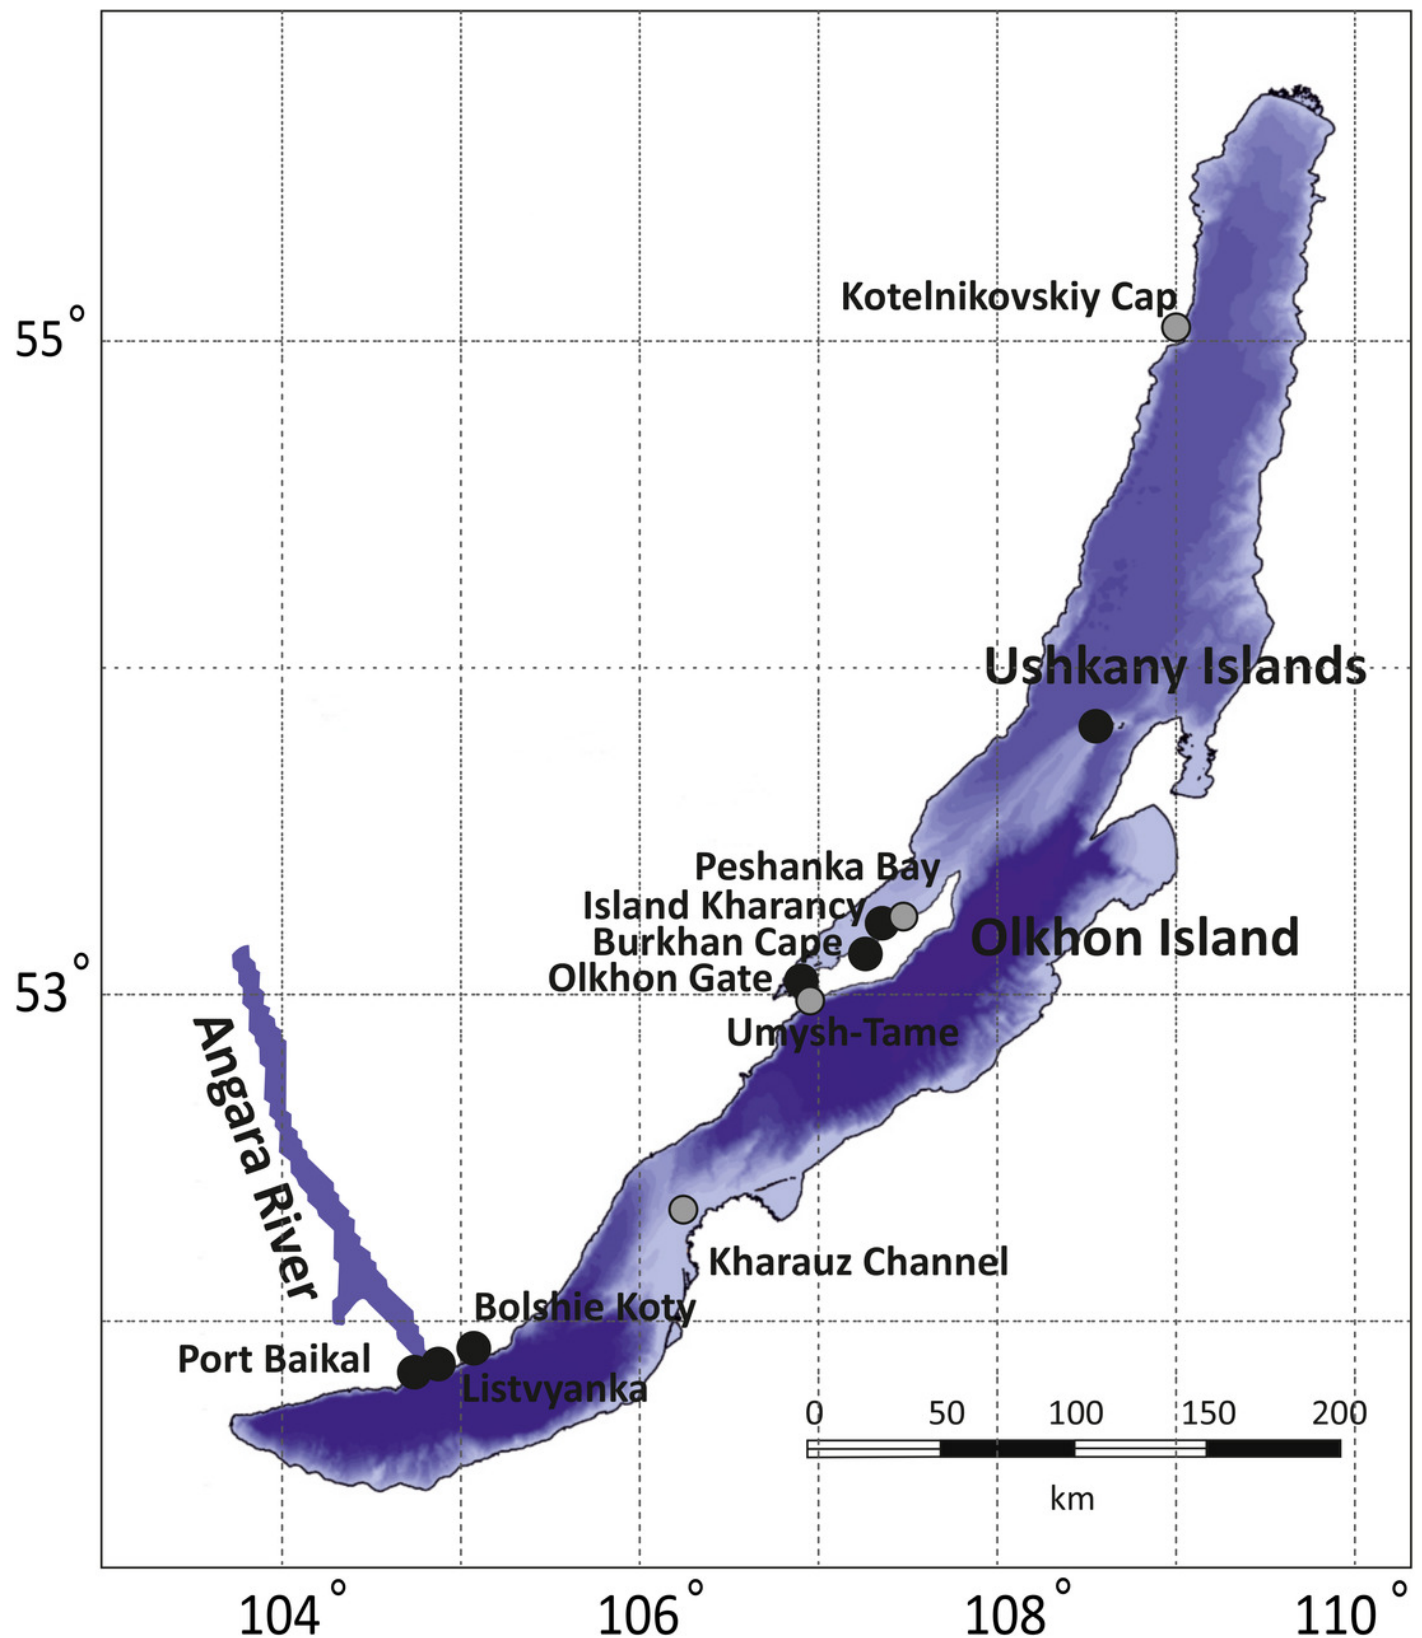 Kotelnikovskiy Cap
55°
Ushkany Islands
Peshanka Bay
Island Kharancy
Burkhan Cape
Olkhon Island
Olkhon Gate
53°
Umysh-Tame
Angara River
Kharauz Channel
Bolshie Koty
Port Baikal
Listvyanka
0 50 100 150 200
km
104° 106° 108° 110°